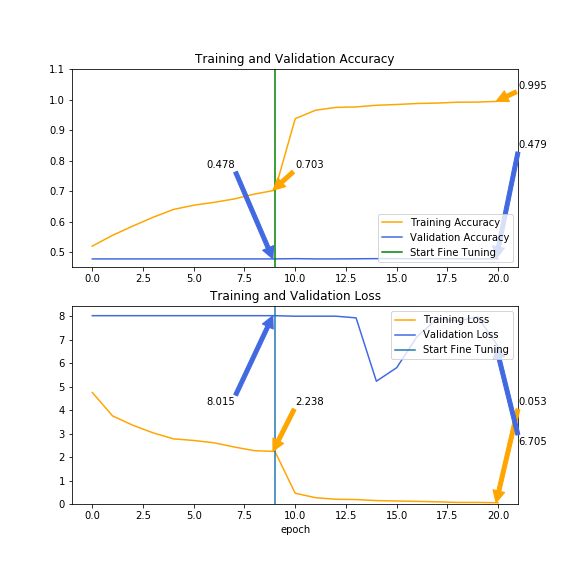 Training and Validation Accuracy
1.1
1.0
0.9
0.8
0.7
0.6
0.5
0.995
0.479
0.478
0.703
Training Accuracy
Validation Accuracy
Start Fine Tuning
0.0 2.5 5.0 7.5 10.0 12.5 15.0 17.5 20.0
Training and Validation Loss
8
7
6
5
4
3
2
1
0
Training Loss
Validation Loss
Start Fine Tuning
8.015
2.238
0.053
6.705
0.0 2.5 5.0 7.5 10.0 12.5 15.0 17.5 20.0
epoch